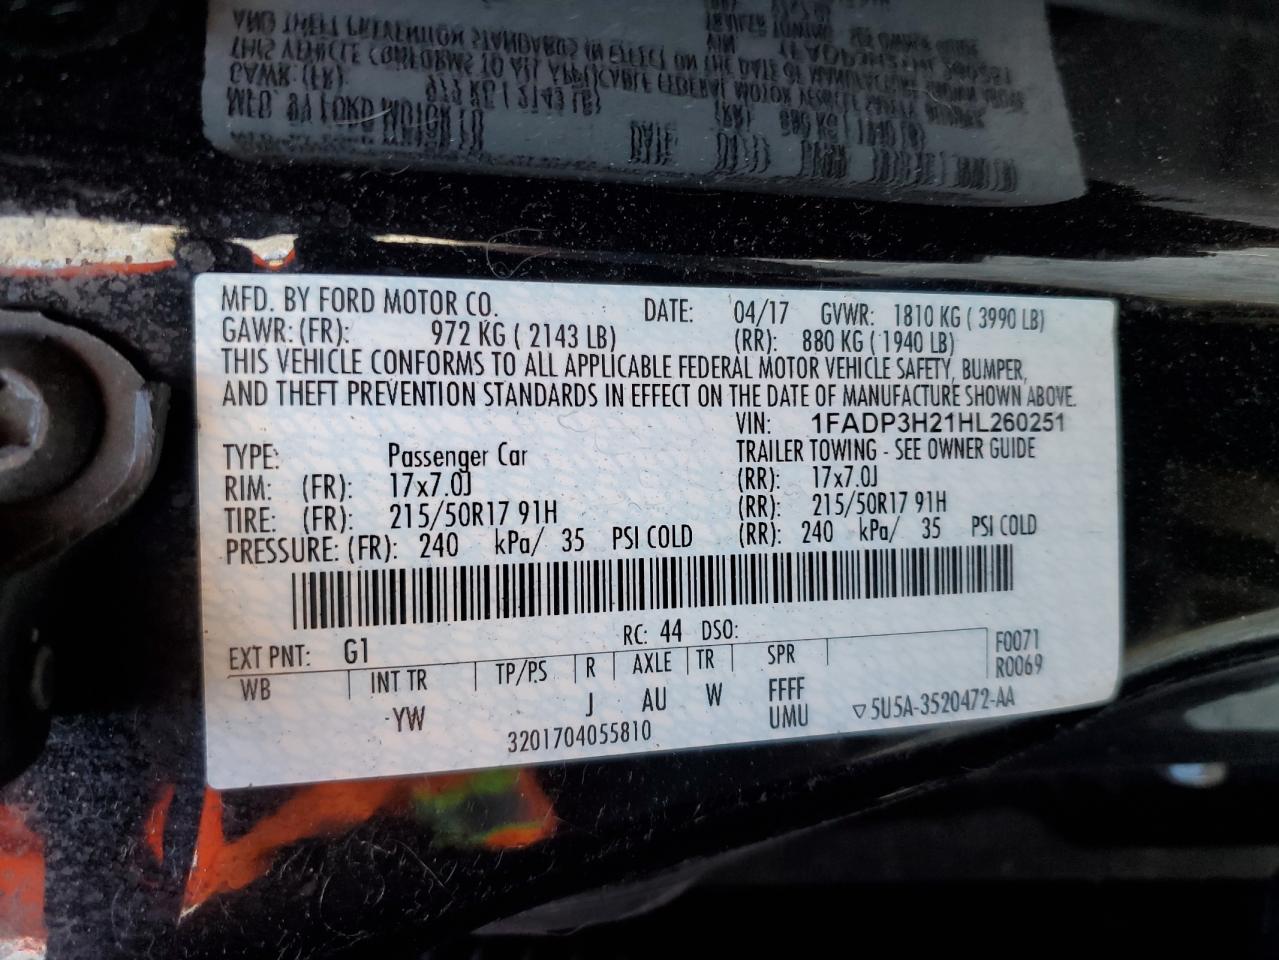 MFD. BY FORD MOTOR CO. DATE: 04/17 GVWR: 1810 KG ( 3990 LB)
GAWR: (FR): 972 KG ( 2143 LB) (RR): 880 KG ( 1940 LB)
THIS VEHICLE CONFORMS TO ALL APPLICABLE FEDERAL MOTOR VEHICLE SAFETY, BUMPER,
AND THEFT PREVENTION STANDARDS IN EFFECT ON THE DATE OF MANUFACTURE SHOWN ABOVE.
VIN: 1FADP3H21HL260251
TYPE: Passenger Car TRAILER TOWING - SEE OWNER GUIDE
RIM: (FR): 17x7.0J (RR): 17x7.0J
TIRE: (FR): 215/50R17 91H (RR): 215/50R17 91H
PRESSURE: (FR): 240 kPa/ 35 PSI COLD (RR): 240 kPa/ 35 PSI COLD
EXT PNT: G1 RC: 44 DSO: F0071
WB INT TR TP/PS R AXLE TR SPR R0069
YW J AU W FFFF ▽5U5A-3520472-AA
3201704055810 UMU